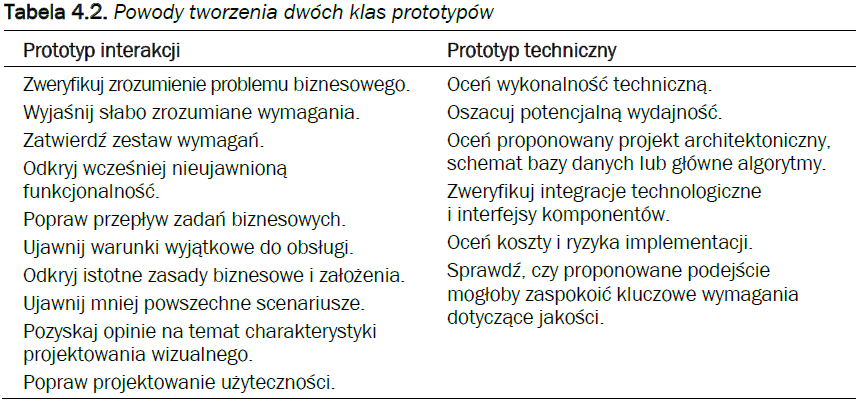 Tabela 4.2. Powody tworzenia dwóch klas prototypów
Prototyp interakcji
Zweryfikuj zrozumienie problemu biznesowego.
Wyjaśnij słabo zrozumiane wymagania.
Zatwierdź zestaw wymagań.
Odkryj wcześniej nieujawnioną
funkcjonalność.
Popraw przepływ zadań biznesowych.
Ujawnij warunki wyjątkowe do obsługi.
Odkryj istotne zasady biznesowe i założenia.
Ujawnij mniej powszechne scenariusze.
Pozyskaj opinie na temat charakterystyki
projektowania wizualnego.
Popraw projektowanie użyteczności.
Prototyp techniczny
Oceń wykonalność techniczną.
Oszacuj potencjalną wydajność.
Oceń proponowany projekt architektoniczny,
schemat bazy danych lub główne algorytmy.
Zweryfikuj integracje technologiczne
i interfejsy komponentów.
Oceń koszty i ryzyka implementacji.
Sprawdź, czy proponowane podejście
mogłoby zaspokoić kluczowe wymagania
dotyczące jakości.